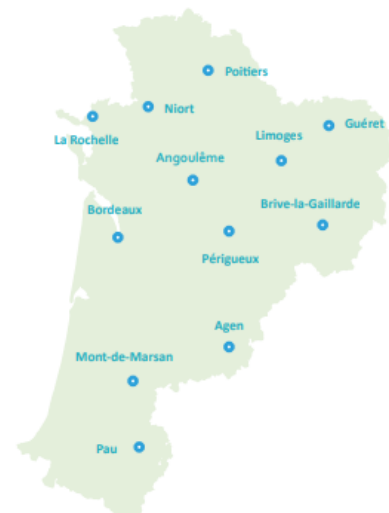 Poitiers
Niort
Guéret
La Rochelle
Limoges
Angoulême
Brive-la-Gaillarde
Bordeaux
Périgueux
Agen
Mont-de-Marsan
Pau